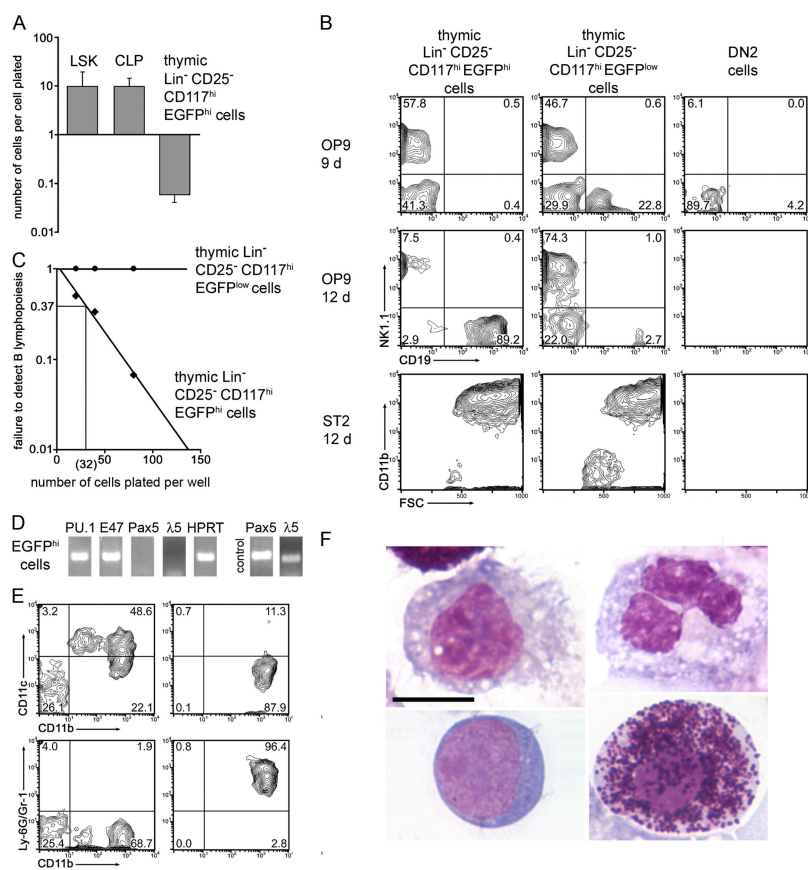 A
100
10
1
0.1
0.01
number of cells per cell plated
LSK CLP thymic
Lin⁻ CD25⁻
CD117ʰⁱ
EGFPʰⁱ cells
B
thymic
Lin⁻ CD25⁻
CD117ʰⁱ EGFPʰⁱ
cells
thymic
Lin⁻ CD25⁻
CD117ʰⁱ EGFPˡᵒʷ
cells
DN2
cells
OP9
9 d
57.8 0.5
41.3 0.4
46.7 0.6
29.9 22.8
6.1 0.0
89.7 4.2
OP9
12 d
7.5 0.4
2.9 89.2
74.3 1.0
22.0 2.7
NK1.1
CD19
ST2
12 d
CD11b
FSC
500 1000
500 1000
500 1000
C
failure to detect B lymphopoiesis
1
0.37
0.1
0.01
thymic Lin⁻
CD25⁻ CD117ʰⁱ
EGFPˡᵒʷ cells
thymic Lin⁻
CD25⁻ CD117ʰⁱ
EGFPʰⁱ cells
0 (32) 50 100 150
number of cells plated per well
D
EGFPʰⁱ
cells
PU.1 E47 Pax5 λ5 HPRT
control
Pax5 λ5
E
3.2 48.6
26.1 22.1
0.7 11.3
0.1 87.9
CD11c
CD11b
4.0 1.9
25.4 68.7
0.8 96.4
0.0 2.8
Ly-6G/Gr-1
CD11b
F